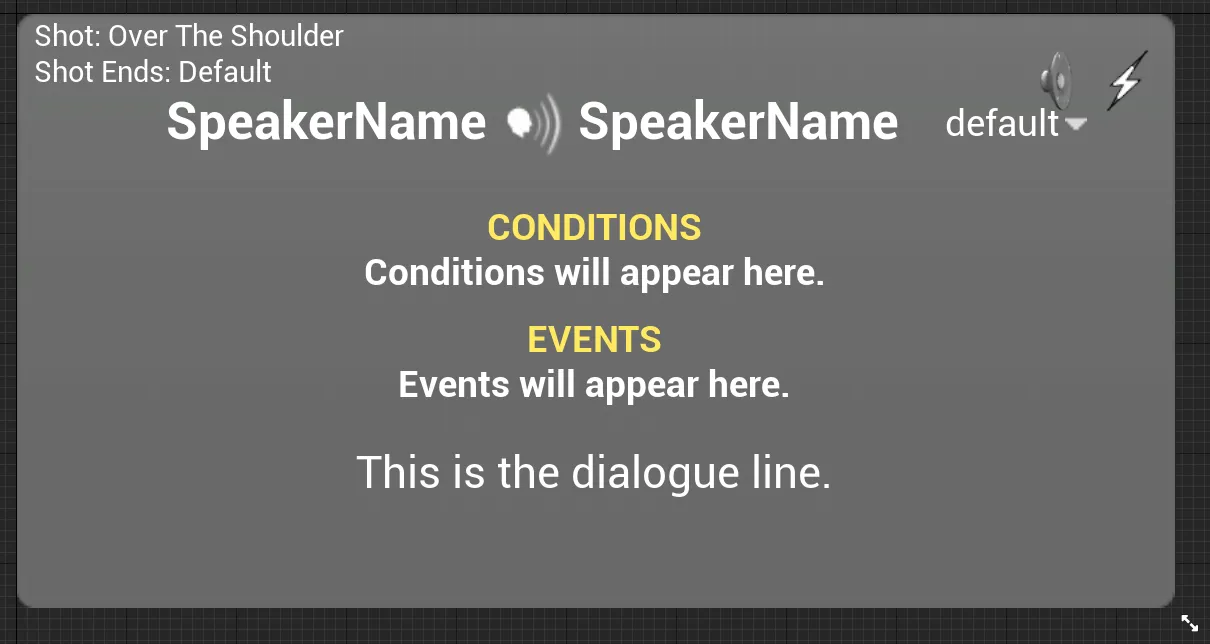 Shot: Over The Shoulder
Shot Ends: Default
SpeakerName SpeakerName default
CONDITIONS
Conditions will appear here.
EVENTS
Events will appear here.
This is the dialogue line.